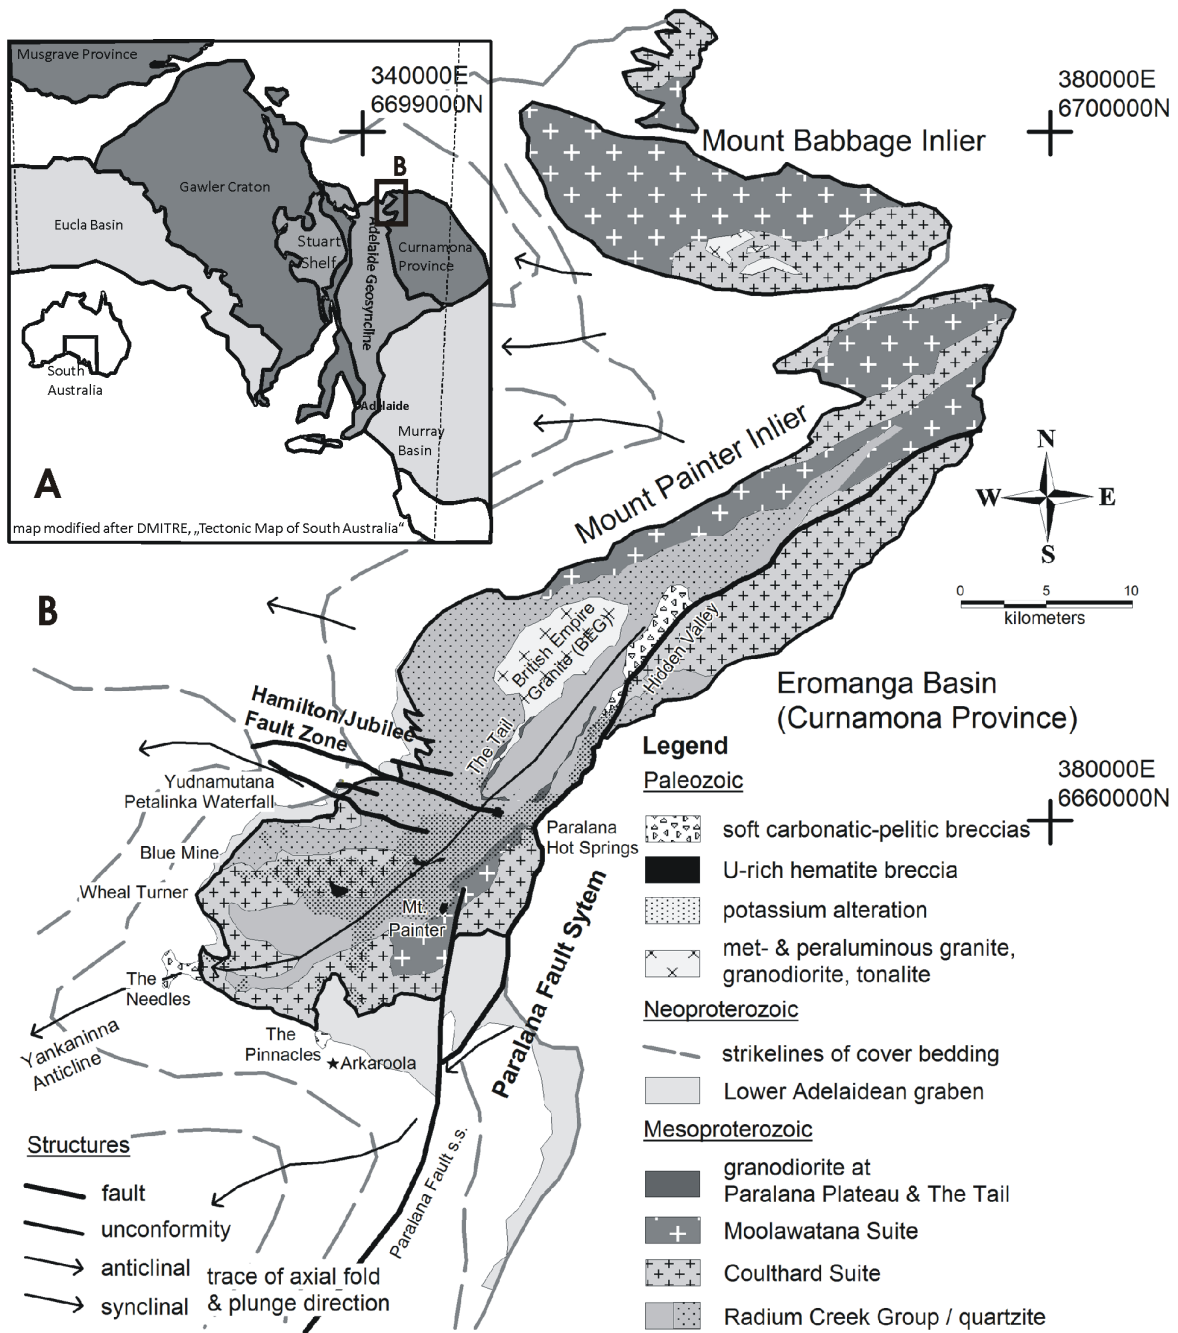 Musgrave Province
340000E
6699000N
380000E
6700000N
Mount Babbage Inlier
B
Gawler Craton
Eucla Basin
Stuart
Shelf
Adelaide Geosyncline
Curnamona
Province
South
Australia
Adelaide
Murray
Basin
A
map modified after DMITRE, „Tectonic Map of South Australia“
Mount Painter Inlier
N
W
E
S
0
5
10
kilometers
B
British Empire
Granite (BEG)
Hidden Valley
Eromanga Basin
(Curnamona Province)
Hamilton/Jubilee
Fault Zone
The Tail
Yudnamutana
Petalinka Waterfall
Blue Mine
Wheal Turner
Paralana
Hot Springs
Mt.
Painter
The
Needles
Yankaninna
Anticline
The
Pinnacles
★Arkaroola
Paralana Fault Sytem
Paralana Fault s.s.
380000E
6660000N
Legend
Paleozoic
soft carbonatic-pelitic breccias
U-rich hematite breccia
potassium alteration
met- & peraluminous granite,
granodiorite, tonalite
Neoproterozoic
strikelines of cover bedding
Lower Adelaidean graben
Mesoproterozoic
granodiorite at
Paralana Plateau & The Tail
Moolawatana Suite
Coulthard Suite
Radium Creek Group / quartzite
Structures
fault
unconformity
anticlinal
synclinal
trace of axial fold
& plunge direction